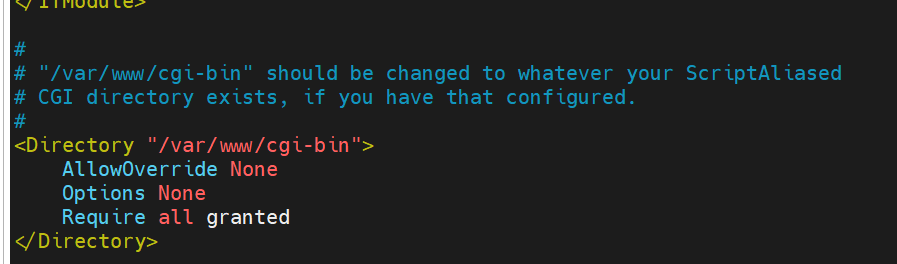 </IfModule>
#
# "/var/www/cgi-bin" should be changed to whatever your ScriptAliased
# CGI directory exists, if you have that configured.
#
<Directory "/var/www/cgi-bin">
    AllowOverride None
    Options None
    Require all granted
</Directory>